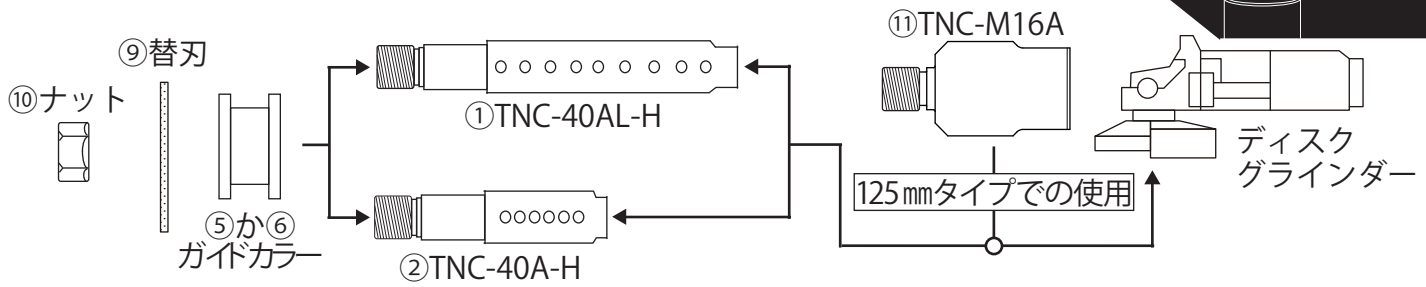 ⑪TNC-M16A
⑨替刃
⑩ナット
①TNC-40AL-H
ディスク
グラインダー
125㎜タイプでの使用
⑤か⑥
ガイドカラー
②TNC-40A-H